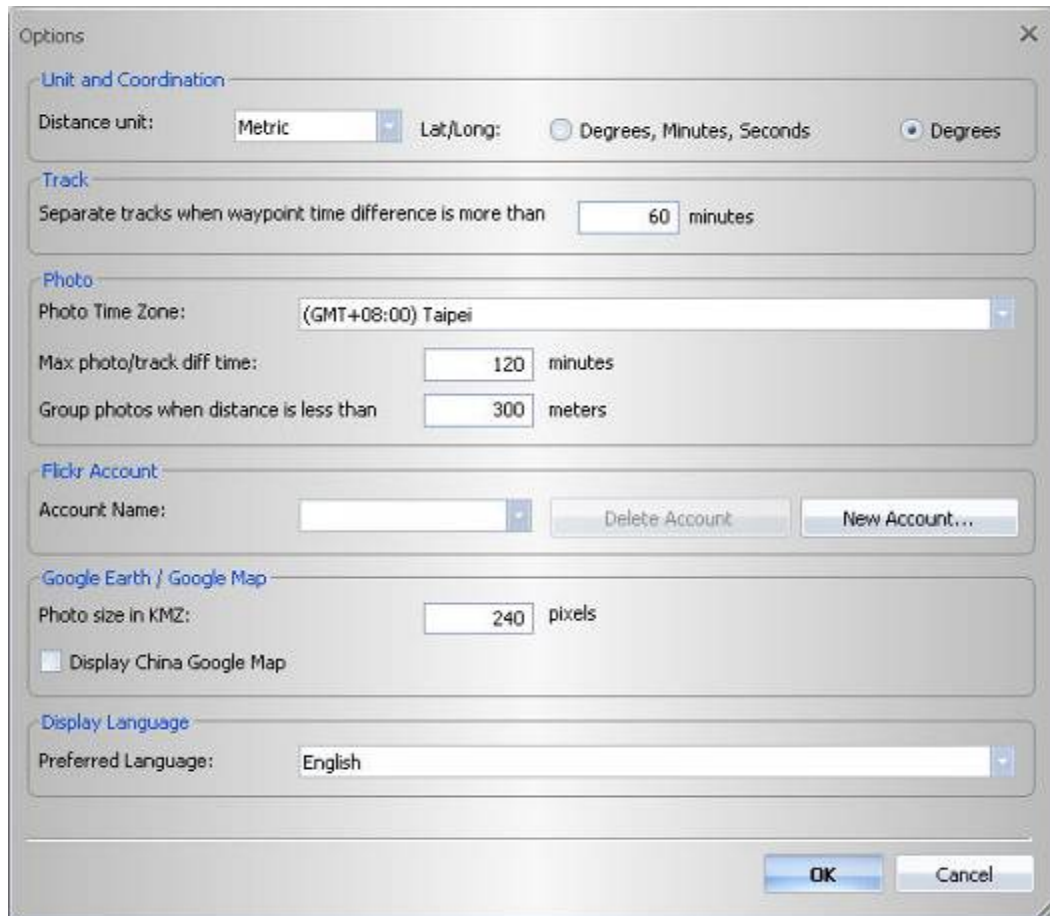 Options
Unit and Coordination
Distance unit: Metric Lat/Long: Degrees, Minutes, Seconds Degrees
Track
Separate tracks when waypoint time difference is more than 60 minutes
Photo
Photo Time Zone: (GMT+08:00) Taipei
Max photo/track diff time: 120 minutes
Group photos when distance is less than 300 meters
Flickr Account
Account Name: Delete Account New Account...
Google Earth / Google Map
Photo size in KMZ: 240 pixels
Display China Google Map
Display Language
Preferred Language: English
OK Cancel